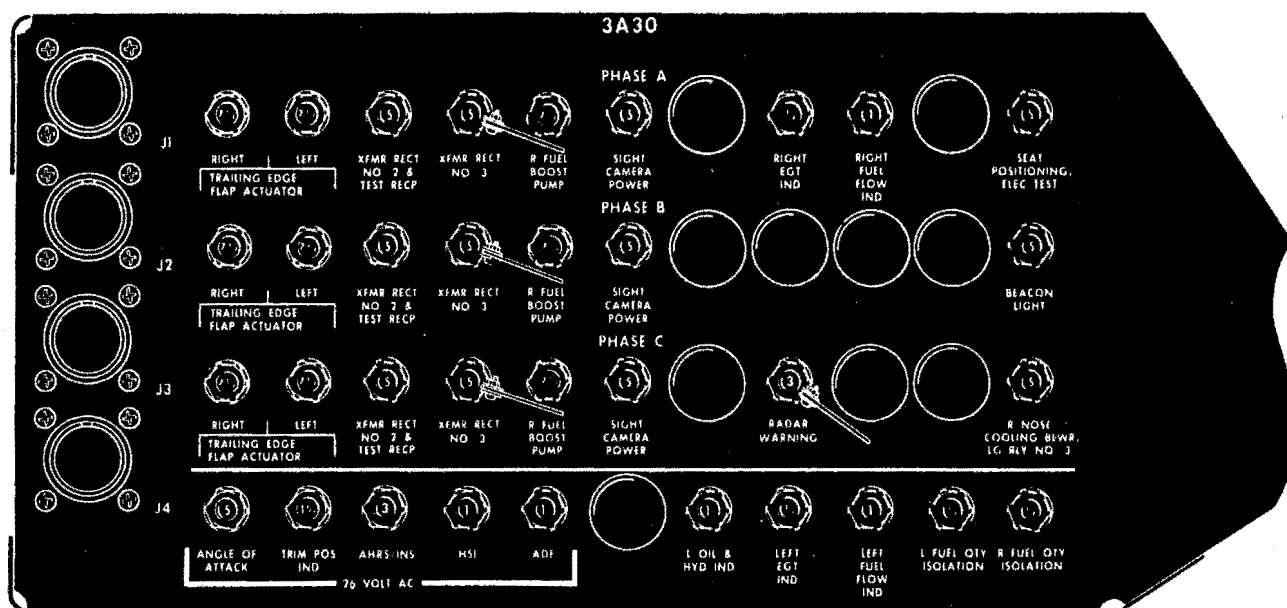 3A30
PHASE A
J1
RIGHT LEFT
TRAILING EDGE
FLAP ACTUATOR
XFMR RECT
NO 2 &
TEST RECP
XFMR RECT
NO 3
R FUEL
BOOST
PUMP
SIGHT
CAMERA
POWER
RIGHT
EGT
IND
RIGHT
FUEL
FLOW
IND
SEAT
POSITIONING,
ELEC TEST
PHASE B
J2
RIGHT LEFT
TRAILING EDGE
FLAP ACTUATOR
XFMR RECT
NO 2 &
TEST RECP
XFMR RECT
NO 3
R FUEL
BOOST
PUMP
SIGHT
CAMERA
POWER
BEACON
LIGHT
PHASE C
J3
RIGHT LEFT
TRAILING EDGE
FLAP ACTUATOR
XFMR RECT
NO 2 &
TEST RECP
XFMR RECT
NO 3
R FUEL
BOOST
PUMP
SIGHT
CAMERA
POWER
RADAR
WARNING
R NOSE
COOLING BLWR,
LG RLY NO 3
J4
5
3
1
1
1
ANGLE OF
ATTACK
TRIM POS
IND
AHRS/INS
HSI
ADF
26 VOLT AC
L OIL &
HYD IND
LEFT
EGT
IND
LEFT
FUEL
FLOW
IND
L FUEL QTY
ISOLATION
R FUEL QTY
ISOLATION